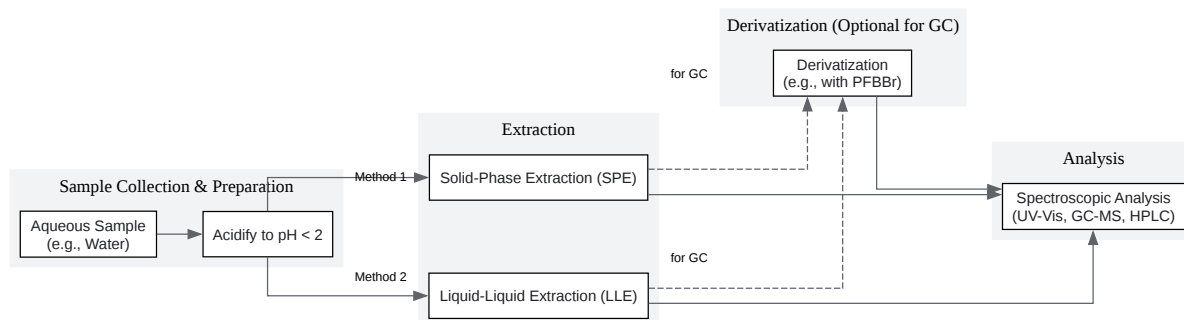 Derivatization (Optional for GC)
Derivatization
(e.g., with PFBBr)
for GC
Extraction
Method 1
Solid-Phase Extraction (SPE)
for GC
Method 2
Liquid-Liquid Extraction (LLE)
Sample Collection & Preparation
Aqueous Sample
(e.g., Water)
Acidify to pH < 2
Analysis
Spectroscopic Analysis
(UV-Vis, GC-MS, HPLC)